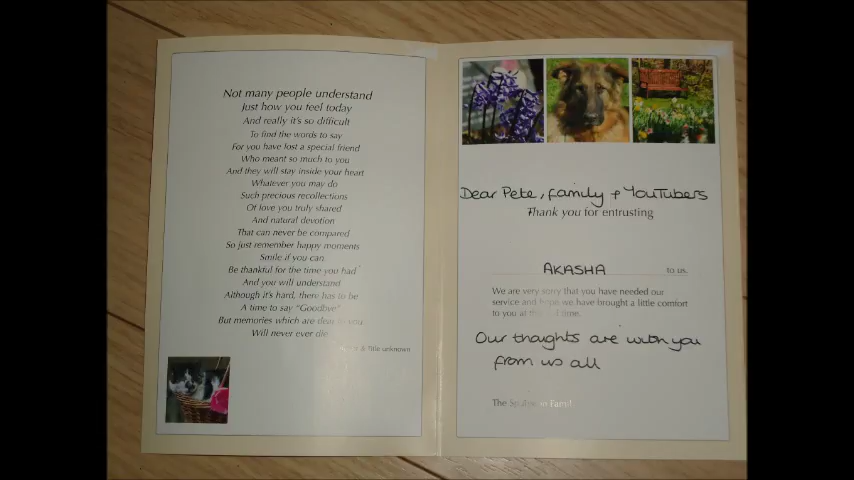 Not many people understand
Just how you feel today
And really it's so difficult
To find the words to say
For you have lost a special friend
Who meant so much to you
And they will stay inside your heart
Whatever you may do
Such precious recollections
Of love you truly shared
And natural devotion
That can never be compared
So just remember happy moments
Smile if you can
Be thankful for the time you had
And you will understand
Although it's hard, there has to be
A time to say "Goodbye"
But memories which are dear to you
Will never ever die
& Title unknown
Dear Pete, family + YouTubers
Thank you for entrusting
AKASHA to us.
We are very sorry that you have needed our
service and hope we have brought a little comfort
to you at this time.
Our thoughts are with you
from us all
The